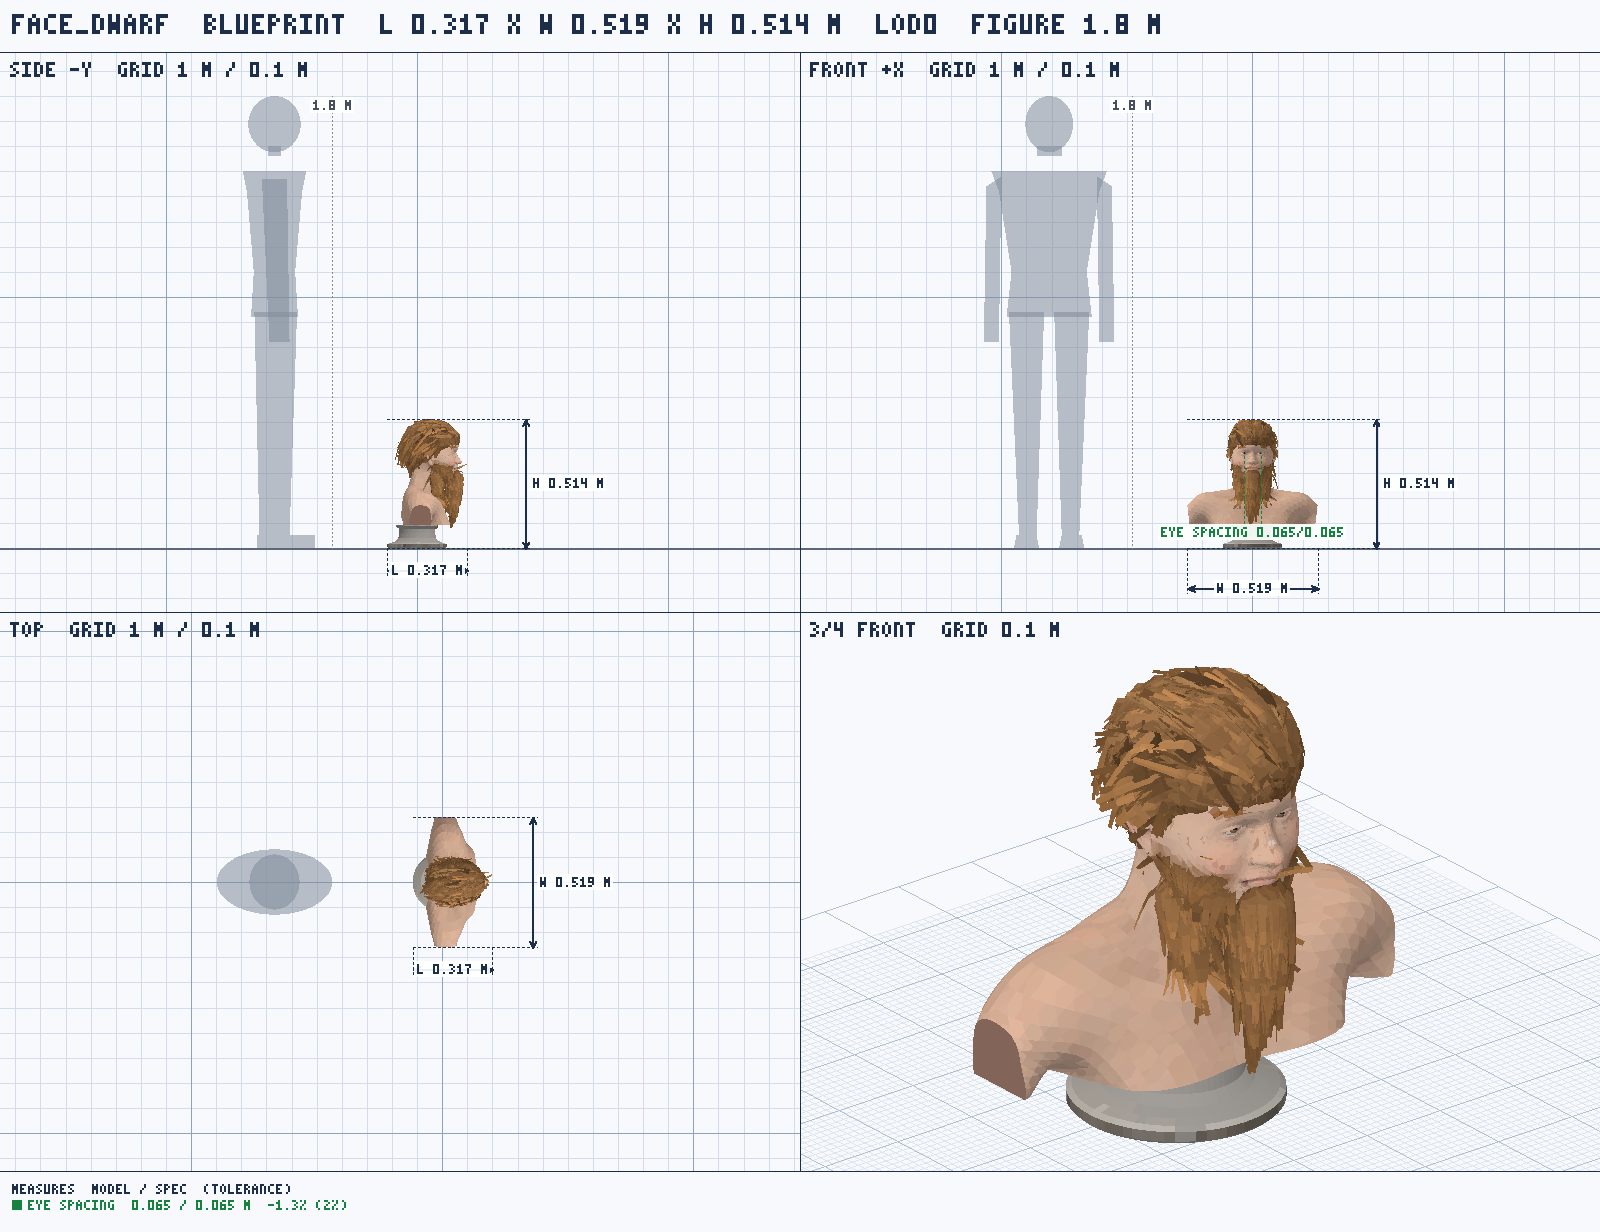 FACE_DWARF BLUEPRINT L 0.317 X W 0.519 X H 0.514 M LOD0 FIGURE 1.8 M
SIDE -Y GRID 1 M / 0.1 M
1.8 M
H 0.514 M
L 0.317 M
FRONT +X GRID 1 M / 0.1 M
1.8 M
H 0.514 M
EYE SPACING 0.065/0.065
W 0.519 M
TOP GRID 1 M / 0.1 M
W 0.519 M
L 0.317 M
3/4 FRONT GRID 0.1 M
MEASURES MODEL / SPEC (TOLERANCE)
EYE SPACING 0.065 / 0.065 M -1.3% (2%)